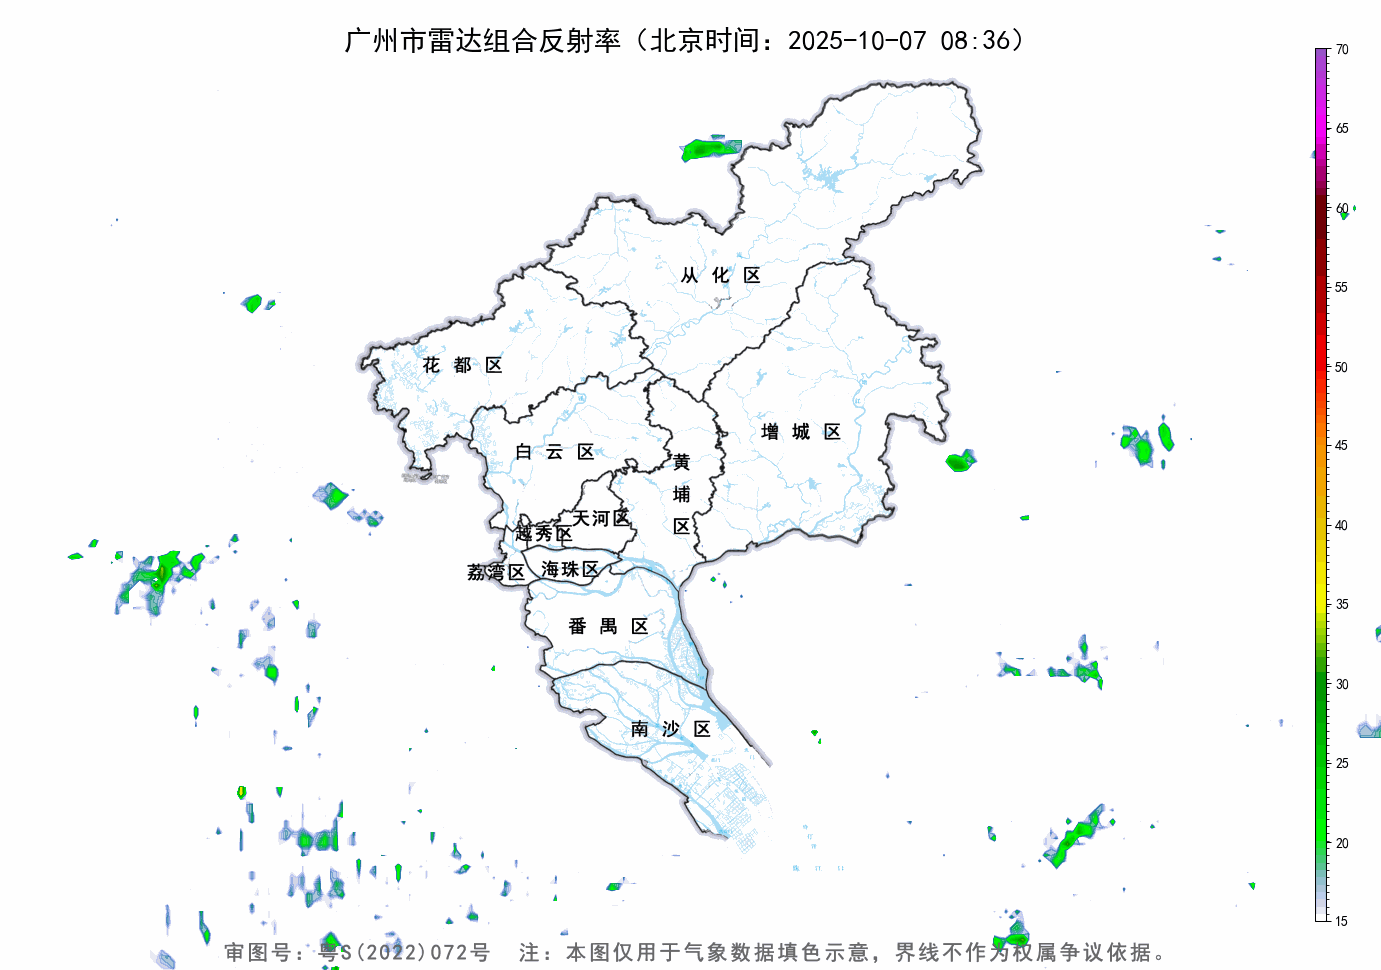 广州市雷达组合反射率（北京时间：2025-10-07 08:36）
70
65
60
55
50
45
40
35
30
25
20
15
从化区
花都区
增城区
白云区
黄埔区
天河区
越秀区
荔湾区
海珠区
番禺区
南沙区
审图号：粤S(2022)072号 注：本图仅用于气象数据填色示意，界线不作为权属争议依据。